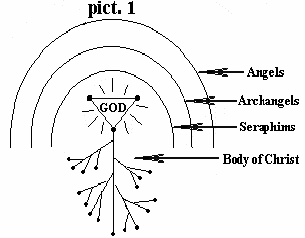 pict. 1
GOD
Angels
Archangels
Seraphims
Body of Christ